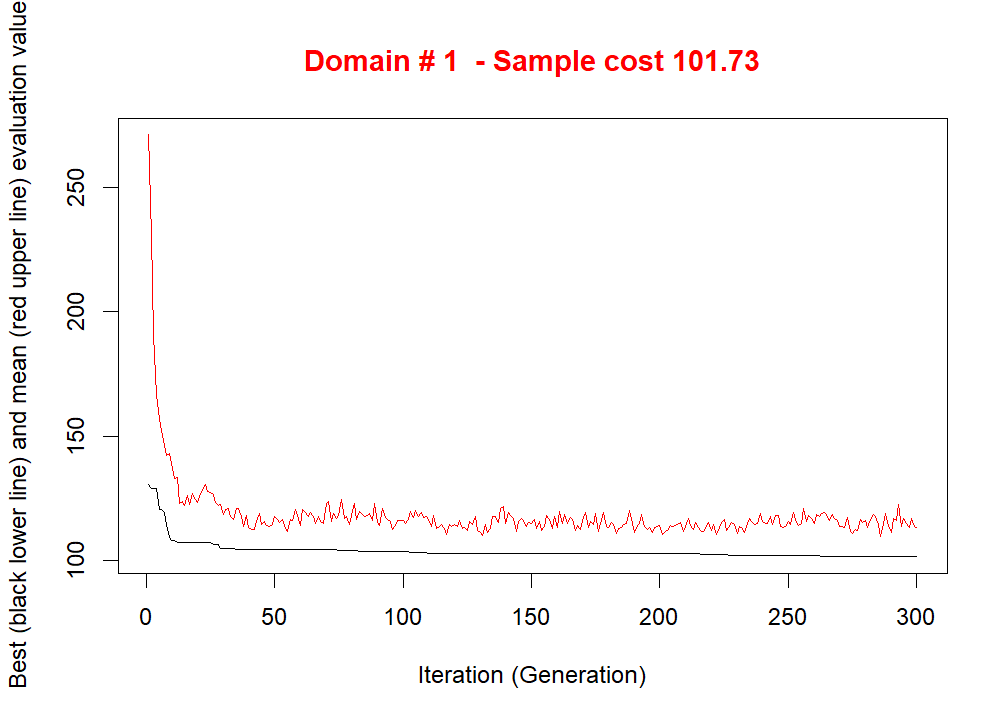 Domain # 1  - Sample cost 101.73
Best (black lower line) and mean (red upper line) evaluation value
250
200
150
100
0 50 100 150 200 250 300
Iteration (Generation)